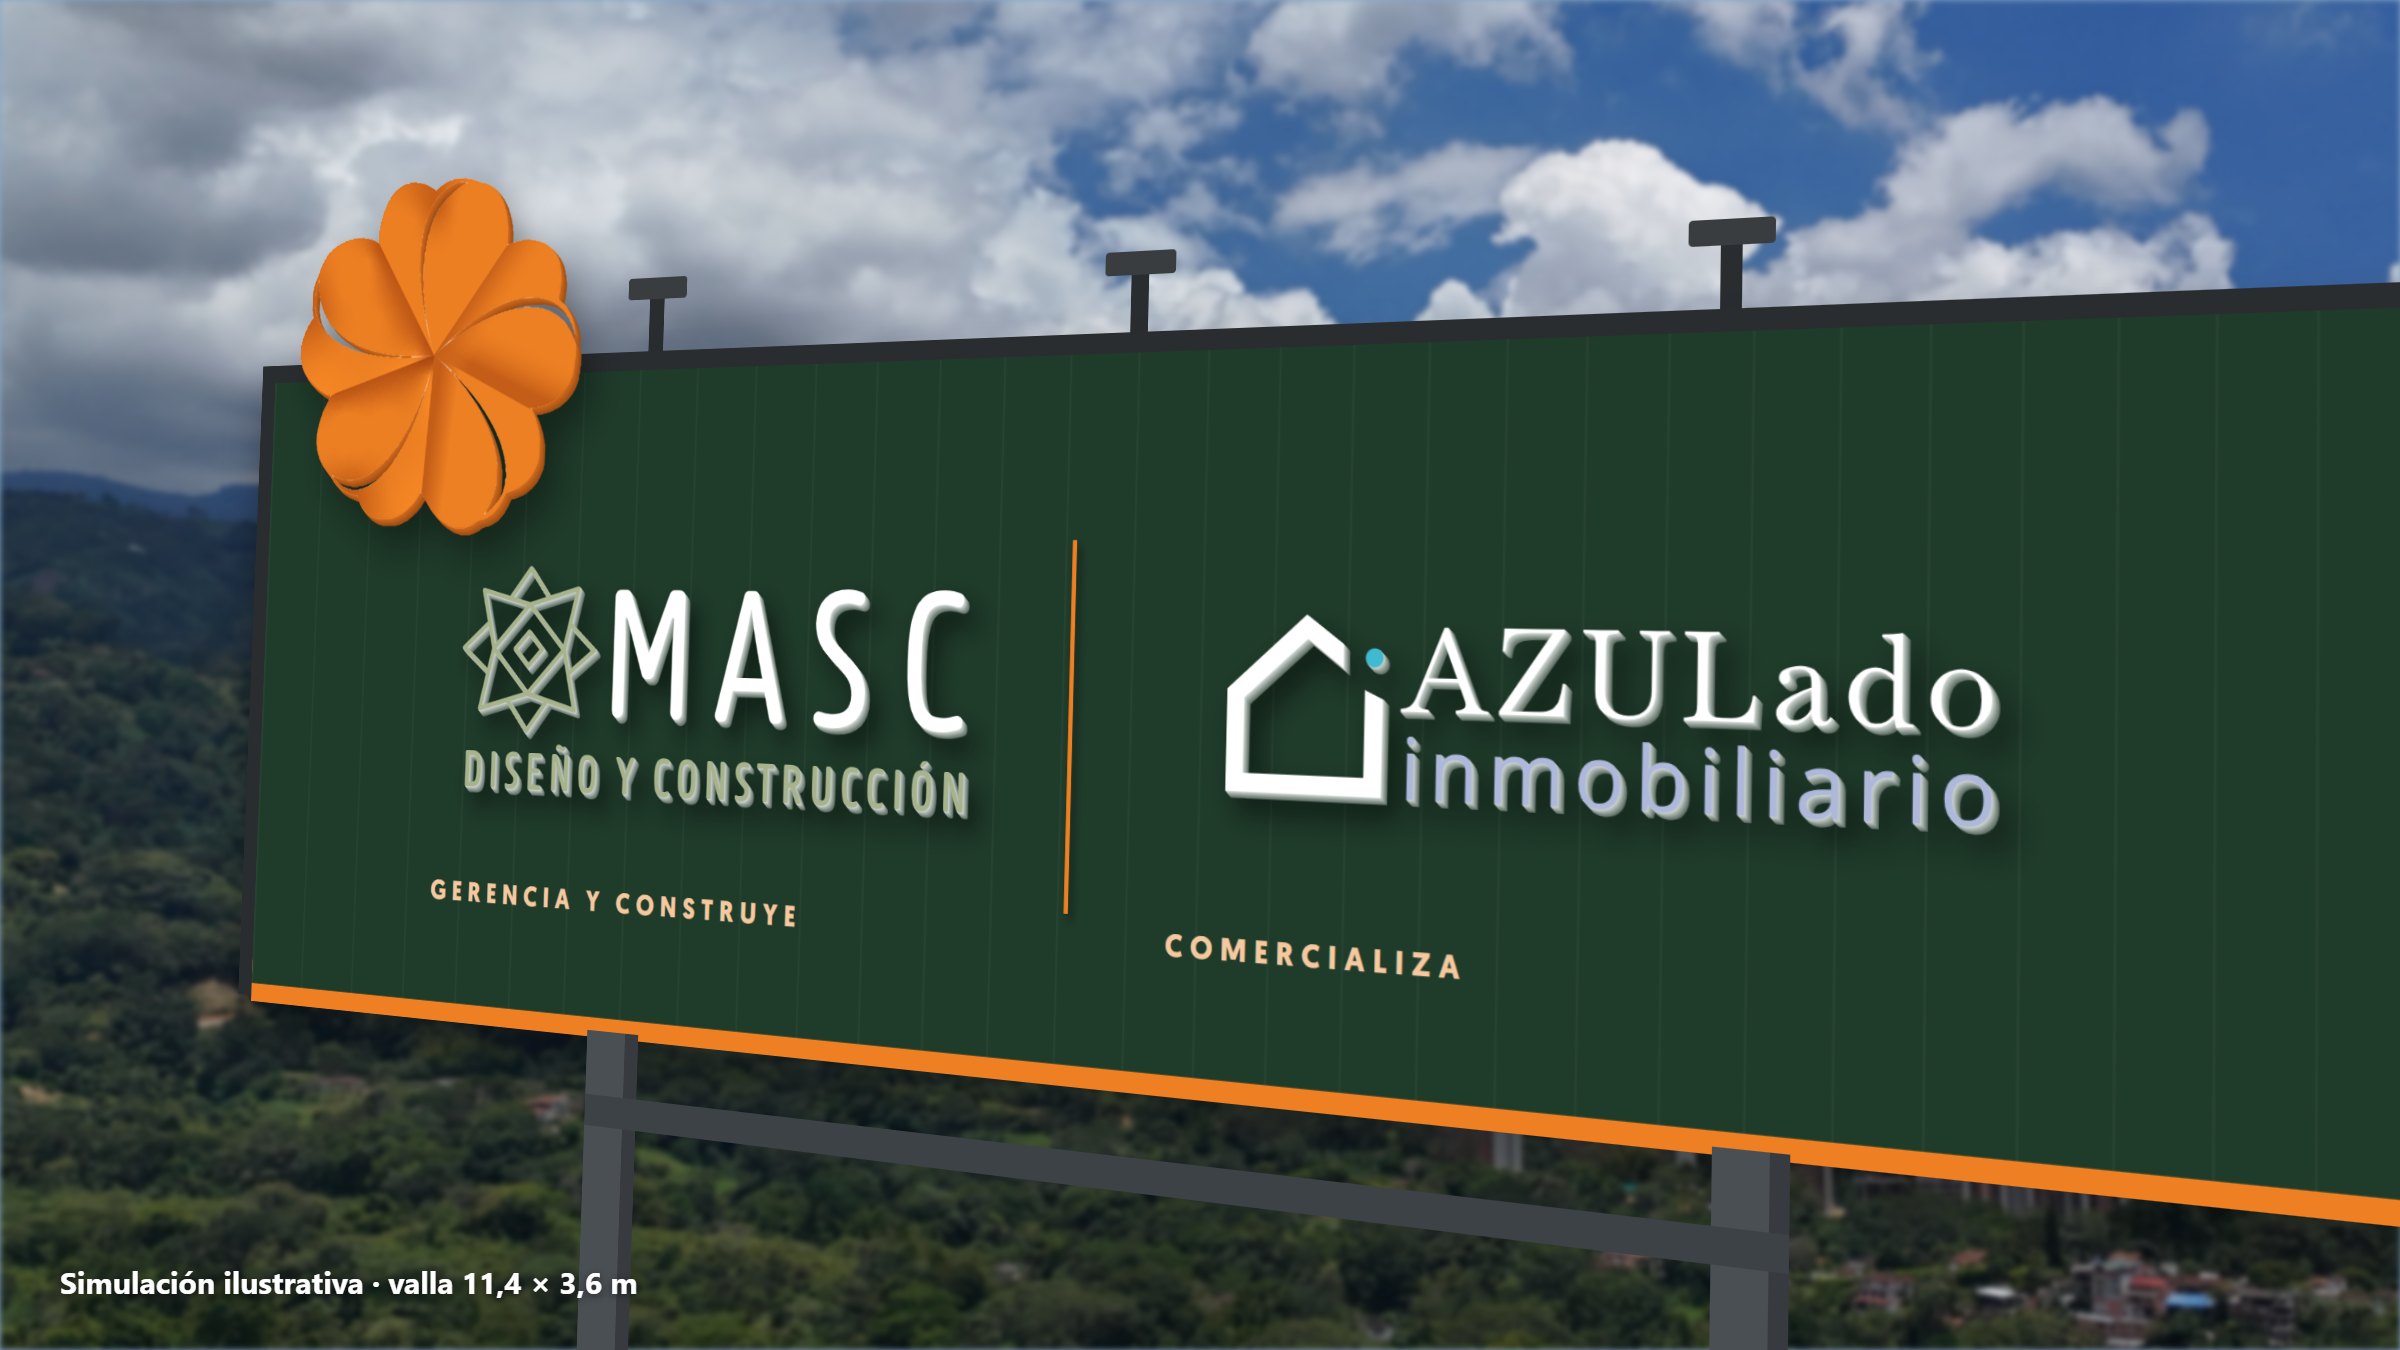 MASC
DISEÑO Y CONSTRUCCIÓN
GERENCIA Y CONSTRUYE
AZULado
inmobiliario
COMERCIALIZA
Simulación ilustrativa · valla 11,4 × 3,6 m